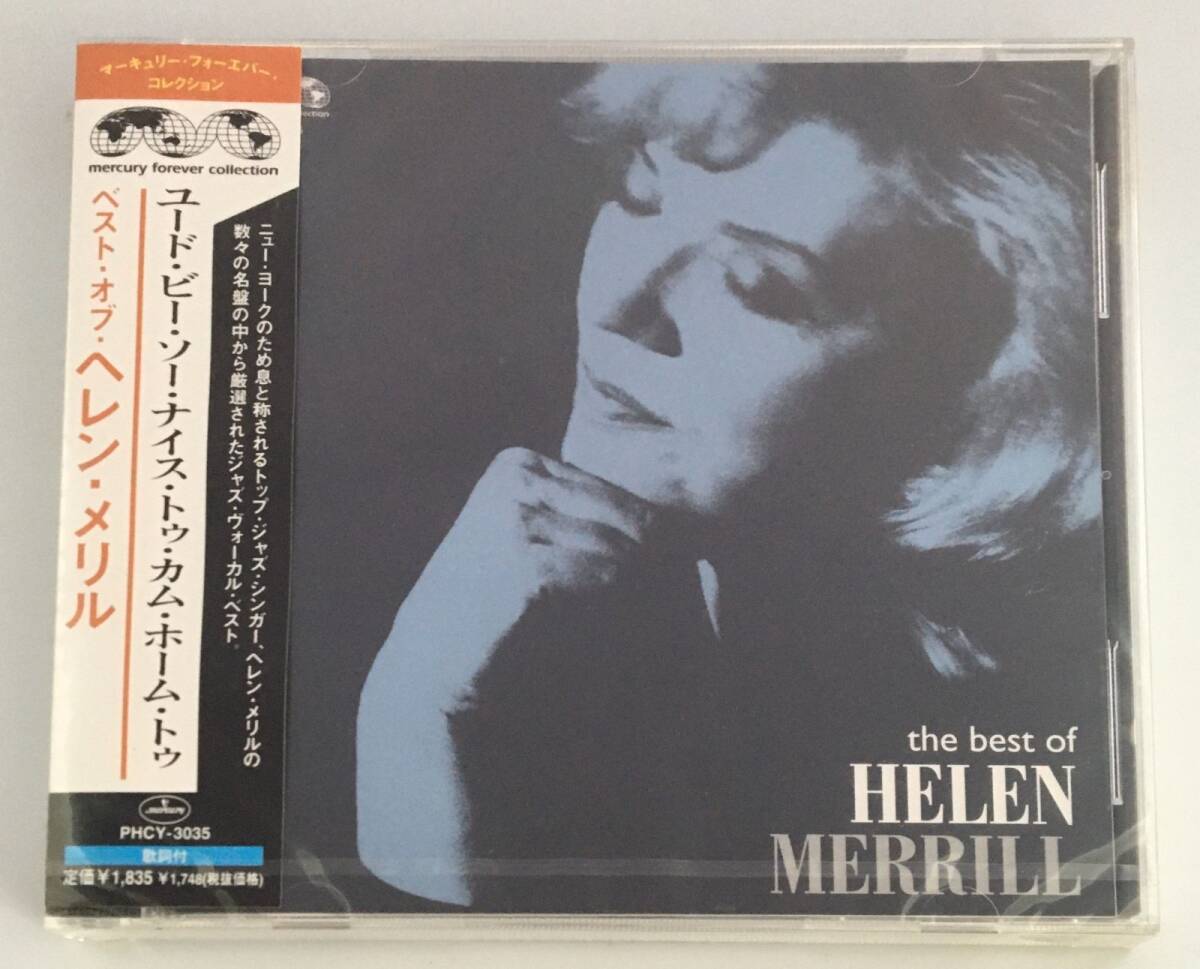 マーキュリー・フォーエバー・
コレクション
mercury forever collection
ユード・ビー・ソー・ナイス・トゥ・カム・ホーム・トゥ
ベスト・オブ・ヘレン・メリル
ニュー・ヨークのため息と称されるトップ・ジャズ・シンガー、ヘレン・メリルの
数々の名盤の中から厳選されたジャズ・ヴォーカル・ベスト。
mercury
PHCY-3035
歌詞付
定価¥1,835 ¥1,748(税抜価格)
the best of
HELEN
MERRILL